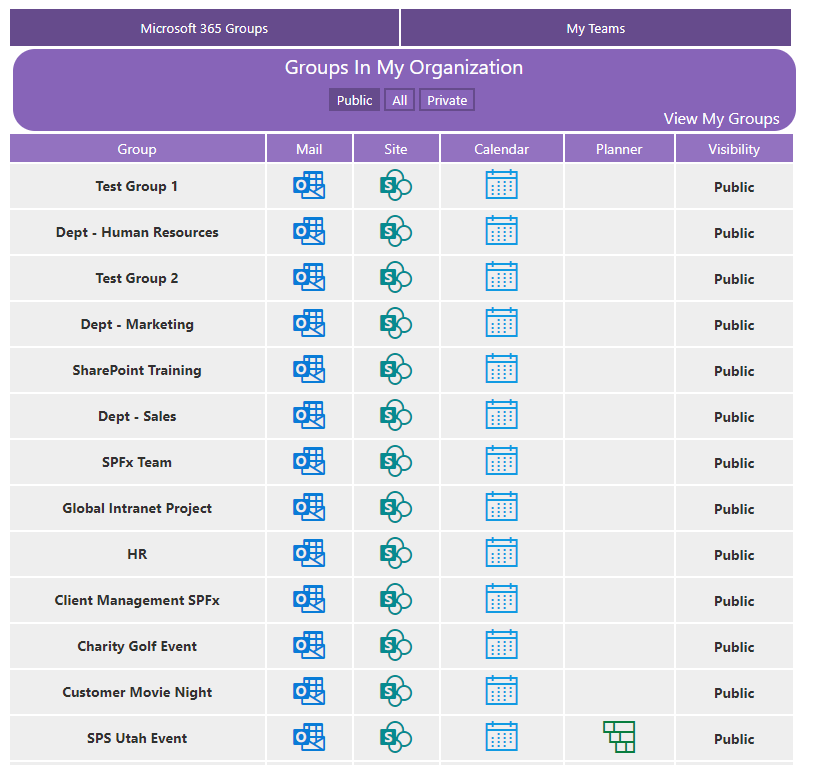 Microsoft 365 Groups My Teams
Groups In My Organization
Public All Private
View My Groups
Group Mail Site Calendar Planner Visibility
Test Group 1 O S Public
Dept - Human Resources O S Public
Test Group 2 O S Public
Dept - Marketing O S Public
SharePoint Training O S Public
Dept - Sales O S Public
SPFx Team O S Public
Global Intranet Project O S Public
HR O S Public
Client Management SPFx O S Public
Charity Golf Event O S Public
Customer Movie Night O S Public
SPS Utah Event O S Public